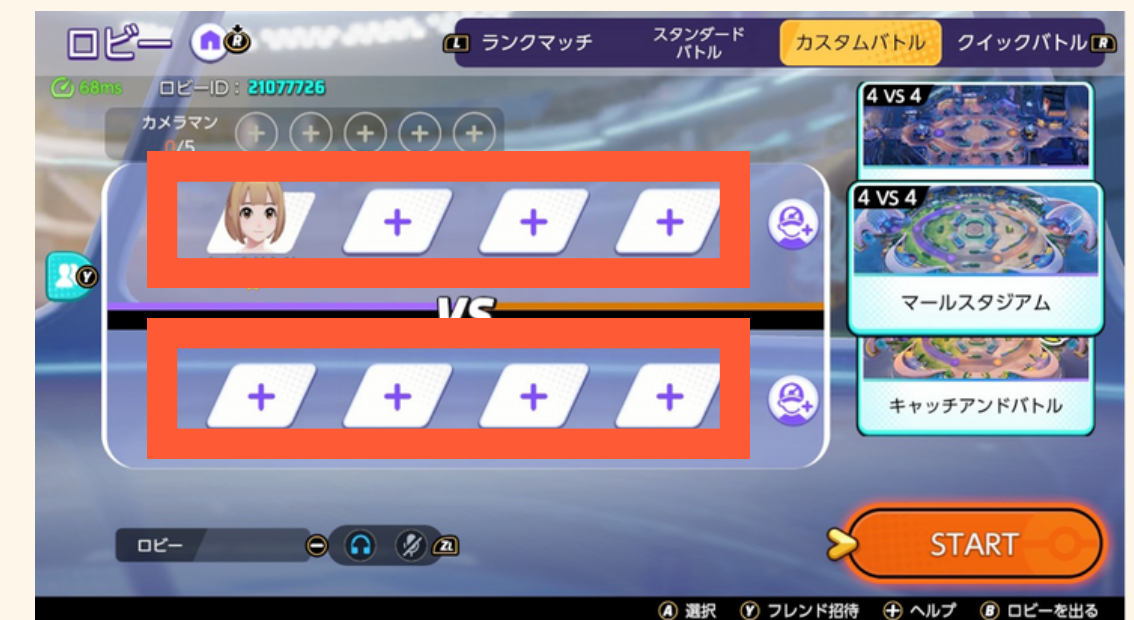 ロビー
R
L
ランクマッチ
スタンダード
バトル
カスタムバトル
クイックバトル
R
68ms
ロビーID : 21077726
カメラマン
0/5
4 VS 4
4 VS 4
マールスタジアム
キャッチアンドバトル
Y
VS
ロビー
ZL
START
A 選択
Y フレンド招待
+ ヘルプ
B ロビーを出る